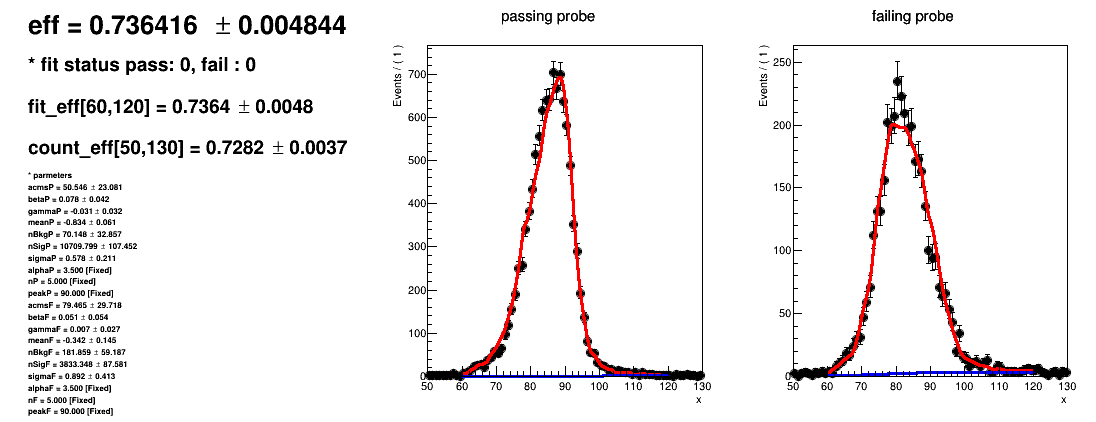 eff = 0.736416 ± 0.004844
* fit status pass: 0, fail : 0
fit_eff[60,120] = 0.7364 ± 0.0048
count_eff[50,130] = 0.7282 ± 0.0037
* parmeters
acmsP = 50.546 ± 23.081
betaP = 0.078 ± 0.042
gammaP = -0.031 ± 0.032
meanP = -0.834 ± 0.061
nBkgP = 70.148 ± 32.857
nSigP = 10709.799 ± 107.452
sigmaP = 0.578 ± 0.211
alphaP = 3.500 [Fixed]
nP = 5.000 [Fixed]
peakP = 90.000 [Fixed]
acmsF = 79.465 ± 29.718
betaF = 0.051 ± 0.054
gammaF = 0.007 ± 0.027
meanF = -0.342 ± 0.145
nBkgF = 181.859 ± 59.187
nSigF = 3833.348 ± 87.581
sigmaF = 0.892 ± 0.413
alphaF = 3.500 [Fixed]
nF = 5.000 [Fixed]
peakF = 90.000 [Fixed]
passing probe
Events / ( 1 )
700
600
500
400
300
200
100
0
50 60 70 80 90 100 110 120 130
x
failing probe
Events / ( 1 )
250
200
150
100
50
0
50 60 70 80 90 100 110 120 130
x